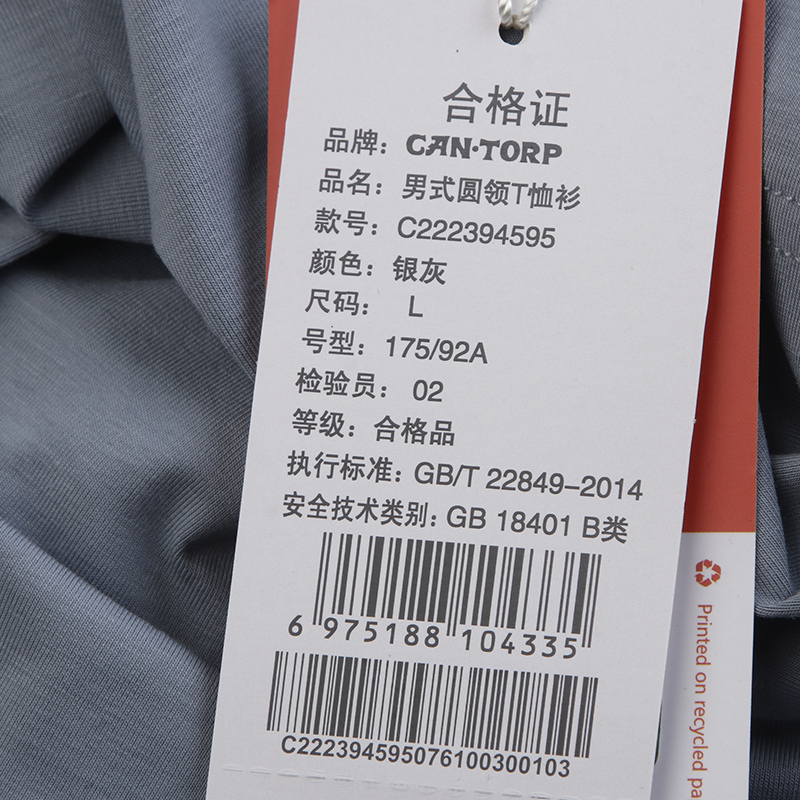 合格证
品牌：CAN·TORP
品名：男式圆领T恤衫
款号：C222394595
颜色：银灰
尺码： L
号型：175/92A
检验员：02
等级：合格品
执行标准：GB/T 22849-2014
安全技术类别：GB 18401 B类
6 975188 104335
C222394595076100300103
Printed on recycled pa